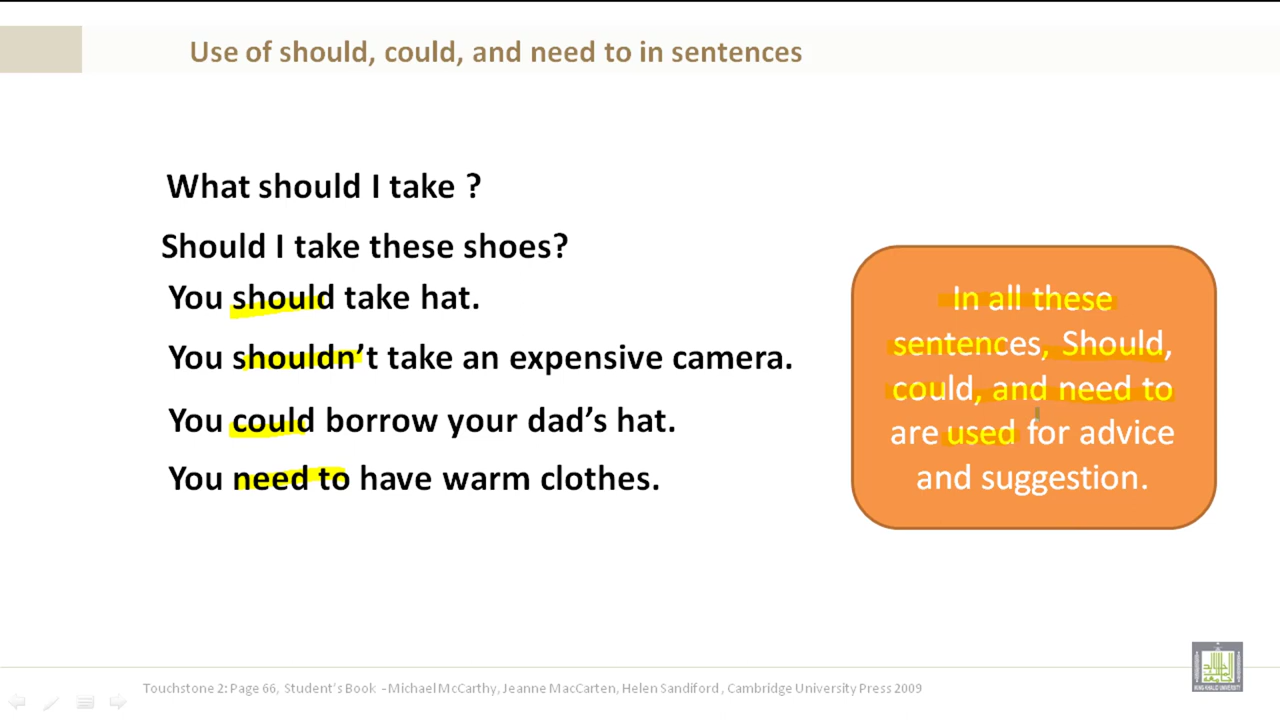 Use of should, could, and need to in sentences
What should I take ?
Should I take these shoes?
You should take hat.
You shouldn't take an expensive camera.
You could borrow your dad's hat.
You need to have warm clothes.
In all these
sentences, Should,
could, and need to
are used for advice
and suggestion.
Touchstone 2: Page 66, Student's Book - Michael McCarthy, Jeanne MacCarten, Helen Sandiford , Cambridge University Press 2009
KING KHALID UNIVERSITY